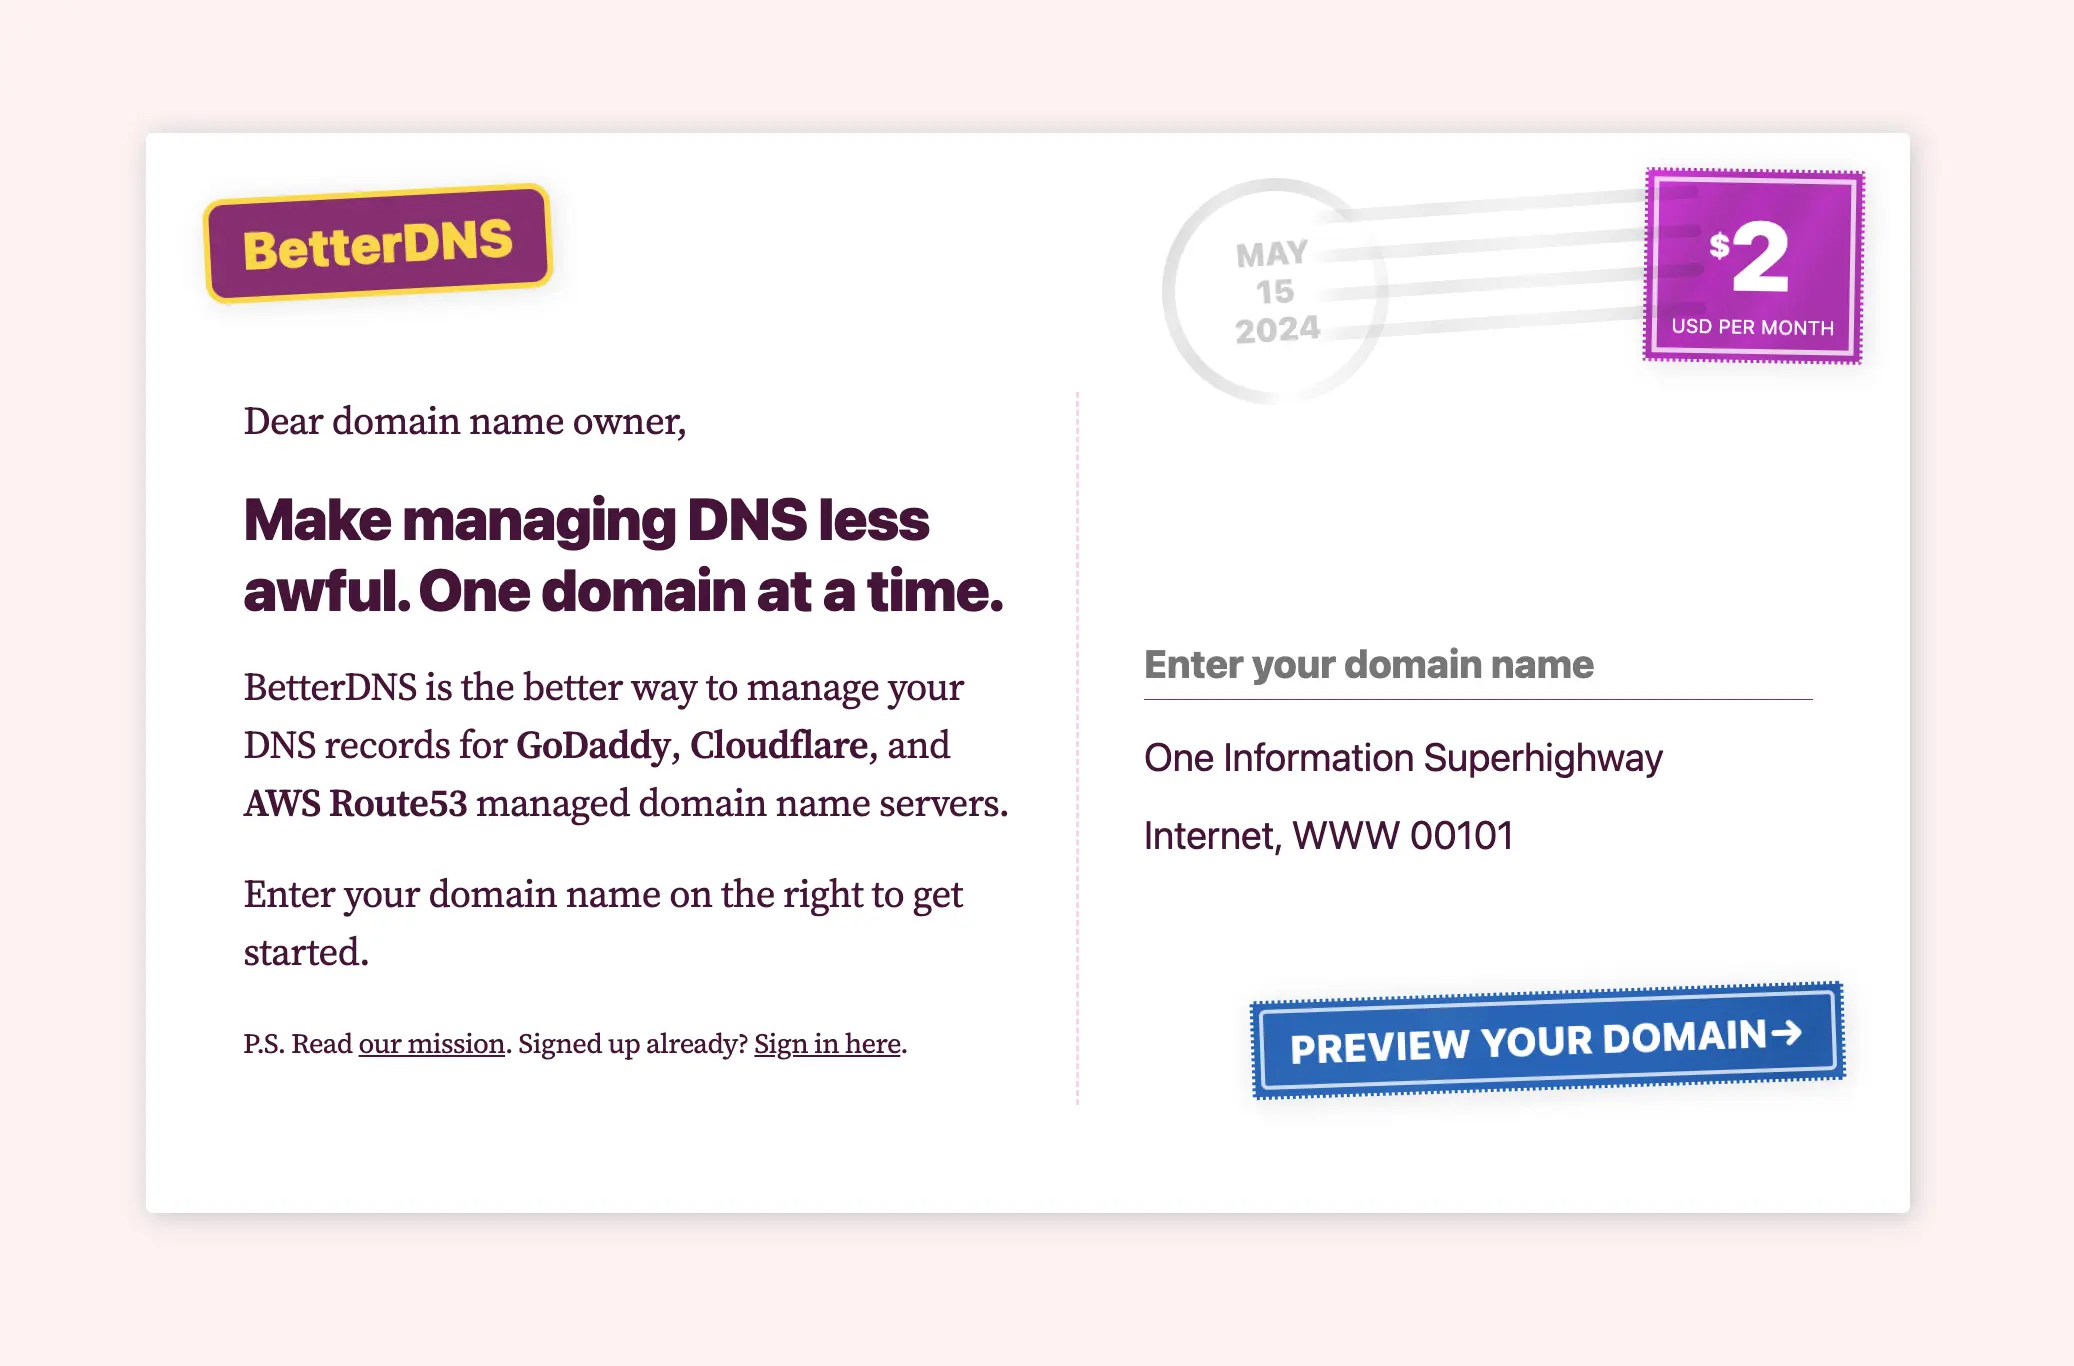 BetterDNS
MAY
15
2024
$2
USD PER MONTH
Dear domain name owner,
Make managing DNS less
awful. One domain at a time.
BetterDNS is the better way to manage your
DNS records for GoDaddy, Cloudflare, and
AWS Route53 managed domain name servers.
Enter your domain name on the right to get
started.
P.S. Read our mission. Signed up already? Sign in here.
Enter your domain name
One Information Superhighway
Internet, WWW 00101
PREVIEW YOUR DOMAIN→